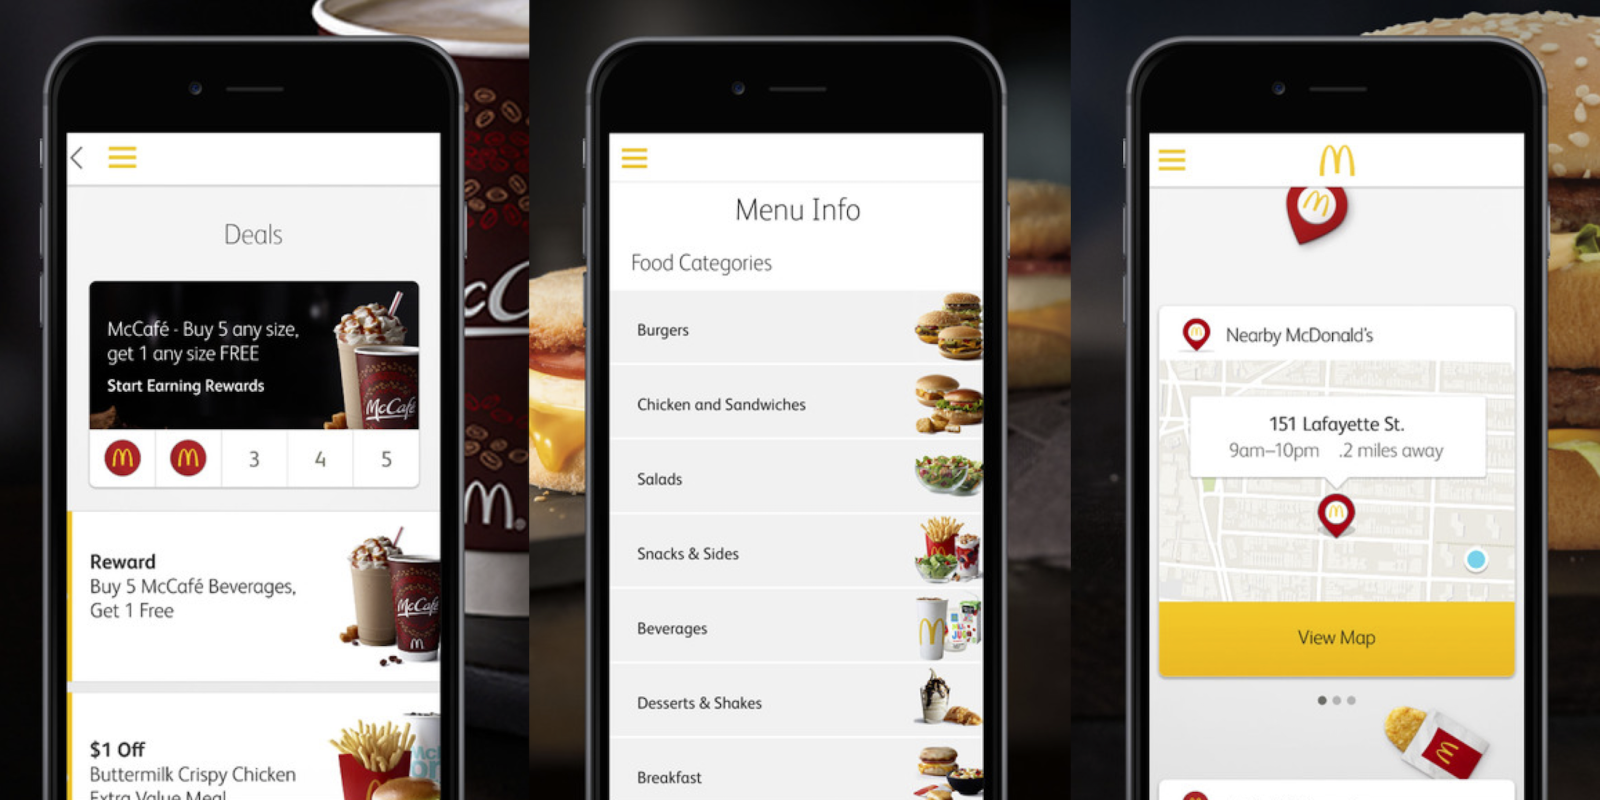 Deals
McCafé - Buy 5 any size,
get 1 any size FREE
Start Earning Rewards
McCafé
3 4 5
Reward
Buy 5 McCafé Beverages,
Get 1 Free
McCafé
$1 Off
Buttermilk Crispy Chicken
Extra Value Meal
Menu Info
Food Categories
Burgers
Chicken and Sandwiches
Salads
Snacks & Sides
Beverages
Desserts & Shakes
Breakfast
Nearby McDonald's
151 Lafayette St.
9am–10pm .2 miles away
View Map